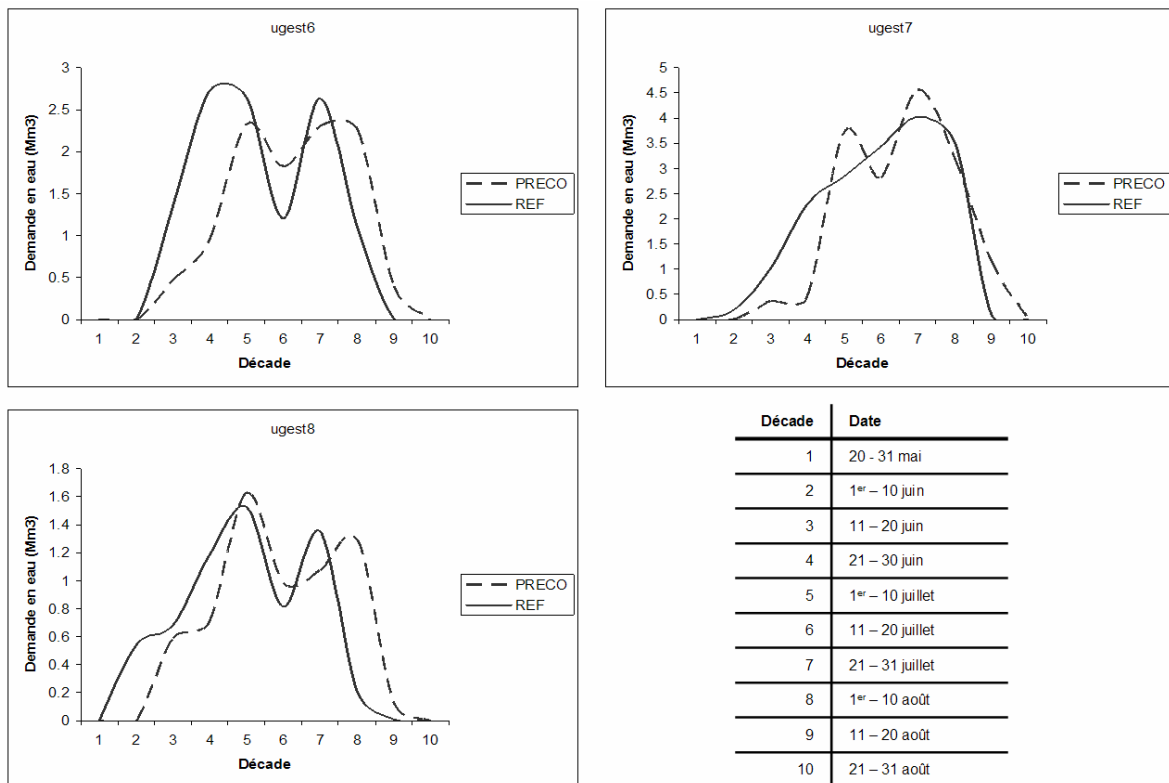 ugest6
3
2.5
2
1.5
1
0.5
0
Demande en eau (Mm3)
1 2 3 4 5 6 7 8 9 10
Décade
PRECO
REF
ugest7
5
4.5
4
3.5
3
2.5
2
1.5
1
0.5
0
Demande en eau (Mm3)
1 2 3 4 5 6 7 8 9 10
Décade
PRECO
REF
ugest8
1.8
1.6
1.4
1.2
1
0.8
0.6
0.4
0.2
0
Demande en eau (Mm3)
1 2 3 4 5 6 7 8 9 10
Décade
PRECO
REF
Décade Date
1 20 - 31 mai
2 1er – 10 juin
3 11 – 20 juin
4 21 – 30 juin
5 1er – 10 juillet
6 11 – 20 juillet
7 21 – 31 juillet
8 1er – 10 août
9 11 – 20 août
10 21 – 31 août